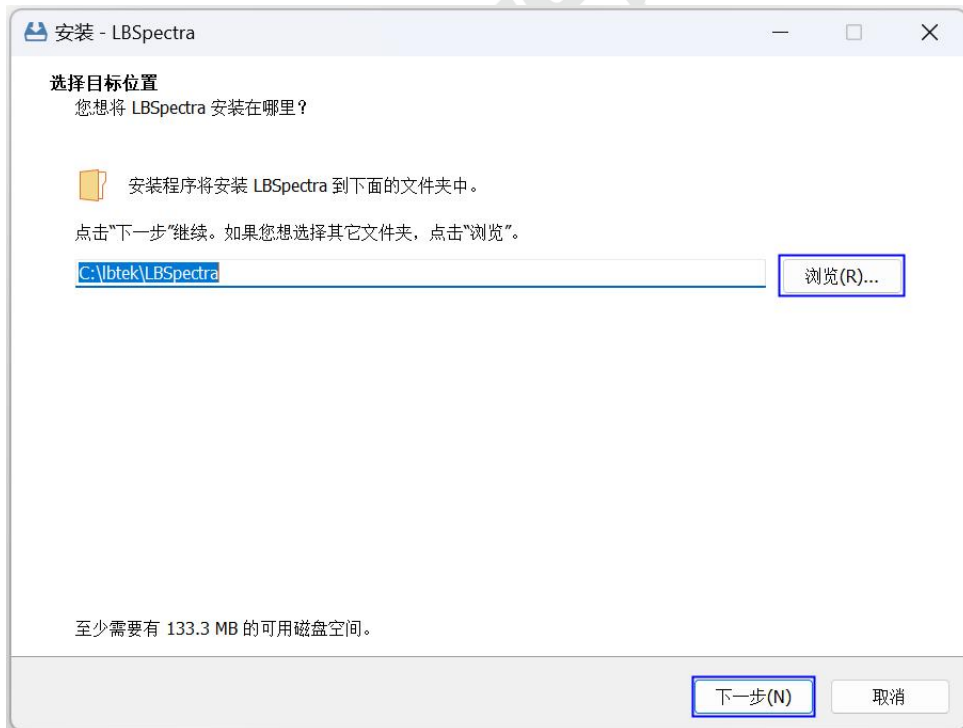 安装 - LBSpectra
选择目标位置
您想将 LBSpectra 安装在哪里？
安装程序将安装 LBSpectra 到下面的文件夹中。
点击“下一步”继续。如果您想选择其它文件夹，点击“浏览”。
C:\lbtek\LBSpectra
浏览(R)...
至少需要有 133.3 MB 的可用磁盘空间。
下一步(N)
取消